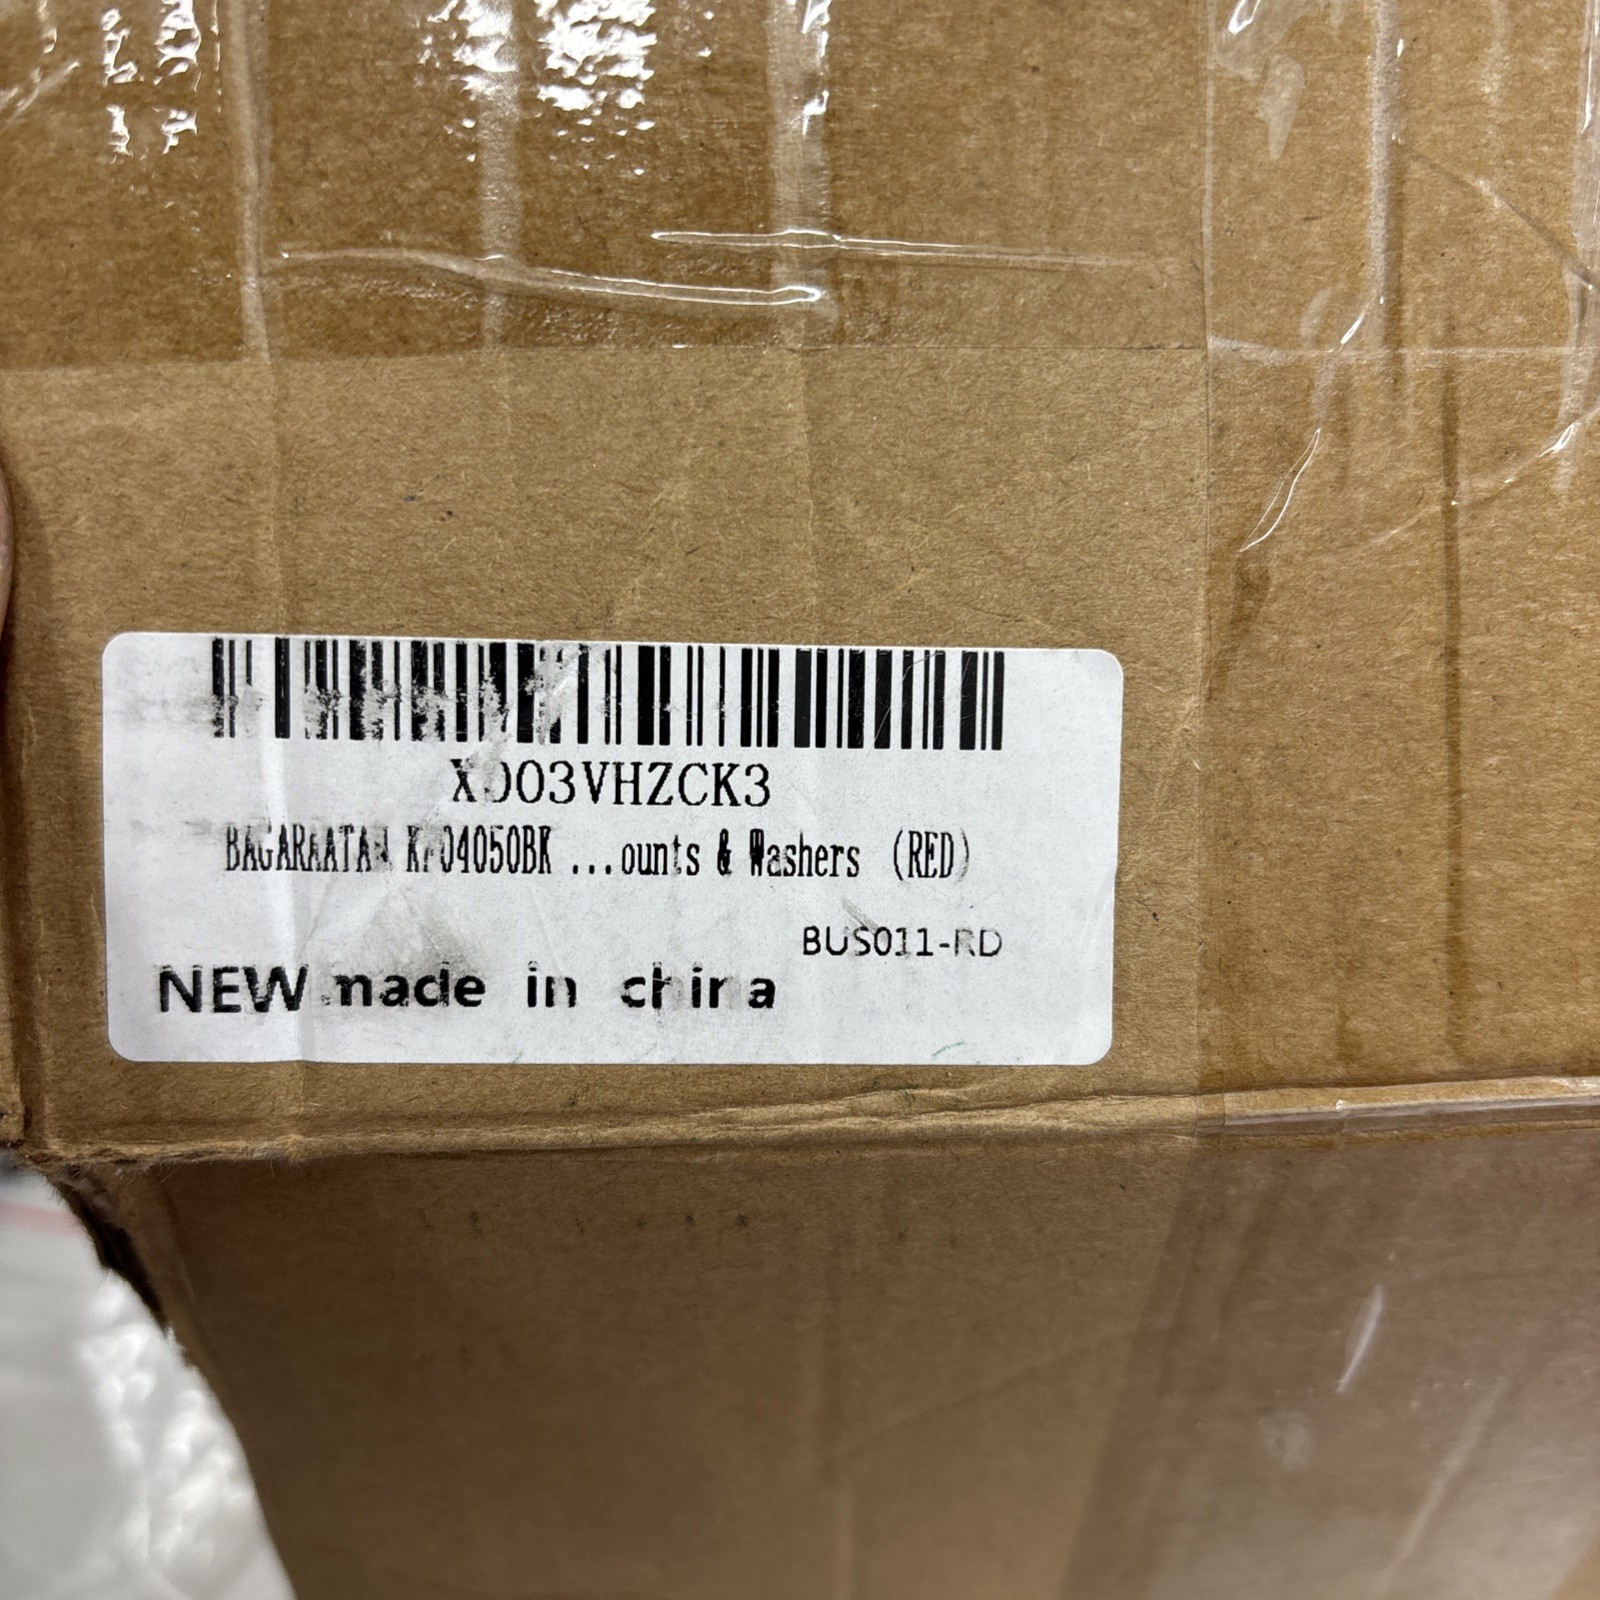 X003VHZCK3
BAGARAATAN KF04050BK ...ounts & Washers (RED)
BUS011-RD
NEW made in china